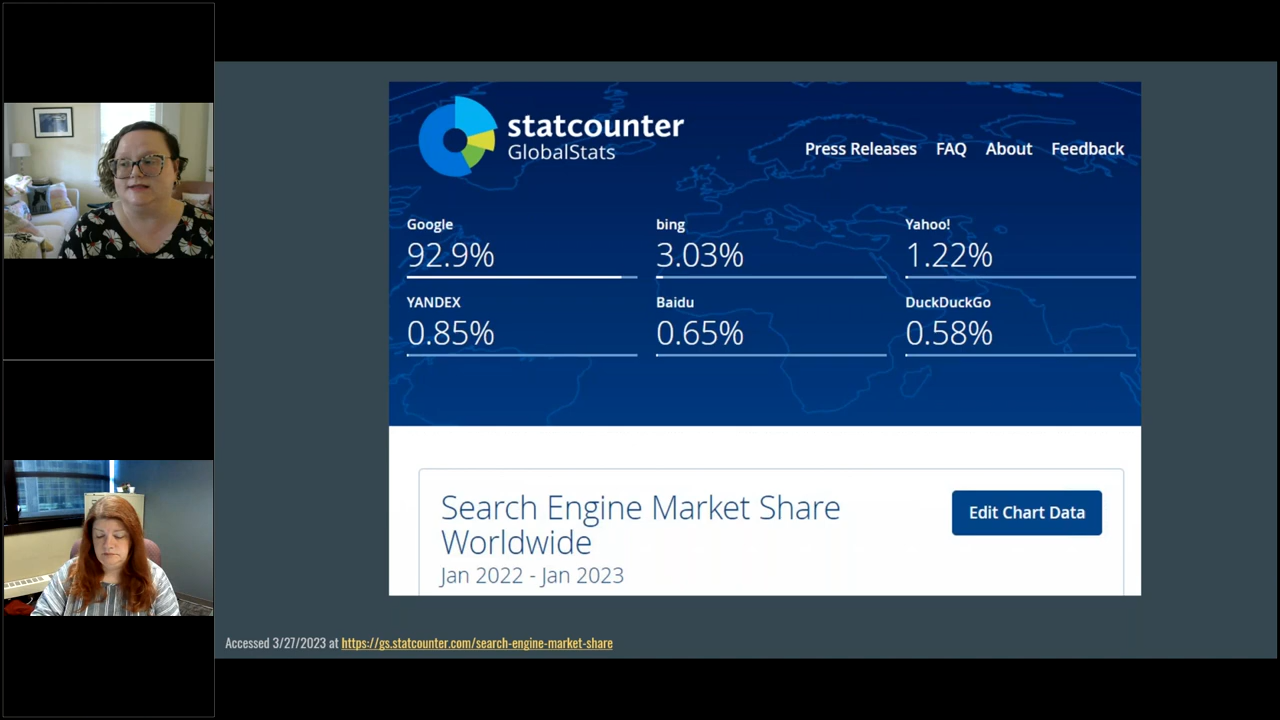 statcounter
GlobalStats
Press Releases FAQ About Feedback
Google bing Yahoo!
92.9% 3.03% 1.22%
YANDEX Baidu DuckDuckGo
0.85% 0.65% 0.58%
Search Engine Market Share
Worldwide
Edit Chart Data
Jan 2022 - Jan 2023
Accessed 3/27/2023 at https://gs.statcounter.com/search-engine-market-share